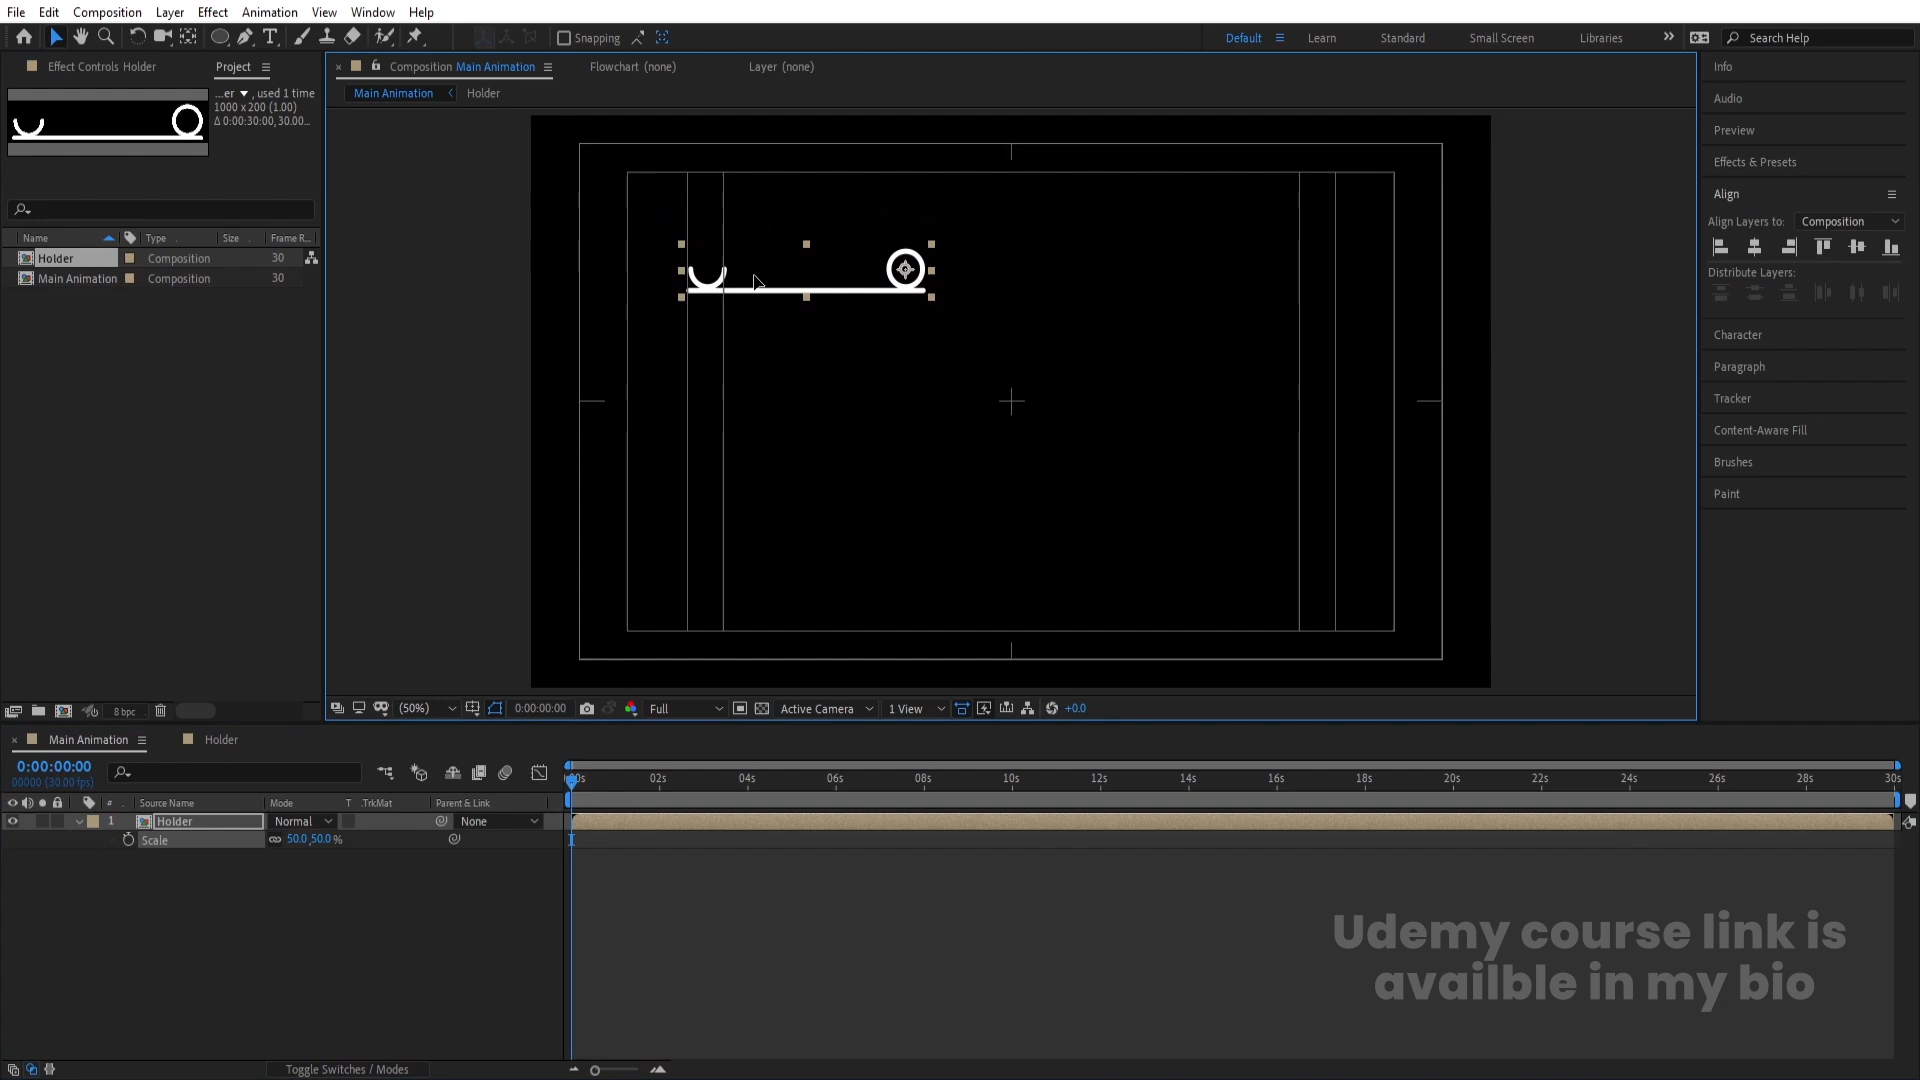 File Edit Composition Layer Effect Animation View Window Help
Snapping
Default Learn Standard Small Screen Libraries Search Help
Effect Controls Holder Project
...er , used 1 time
1000 x 200 (1.00)
Δ 0:00:30:00, 30.00...
Name Type Size Frame R...
Holder Composition 30
Main Animation Composition 30
8 bpc
Composition Main Animation Flowchart (none) Layer (none)
Main Animation Holder
(50%) 0:00:00:00 Full Active Camera 1 View +0.0
Info
Audio
Preview
Effects & Presets
Align
Align Layers to: Composition
Distribute Layers:
Character
Paragraph
Tracker
Content-Aware Fill
Brushes
Paint
Main Animation Holder
0:00:00:00
00000 (30.00 fps)
02s 04s 06s 08s 10s 12s 14s 16s 18s 20s 22s 24s 26s 28s 30s
# Source Name Mode T .TrkMat Parent & Link
1 Holder Normal None
Scale 50.0,50.0 %
Toggle Switches / Modes
Udemy course link is
availble in my bio